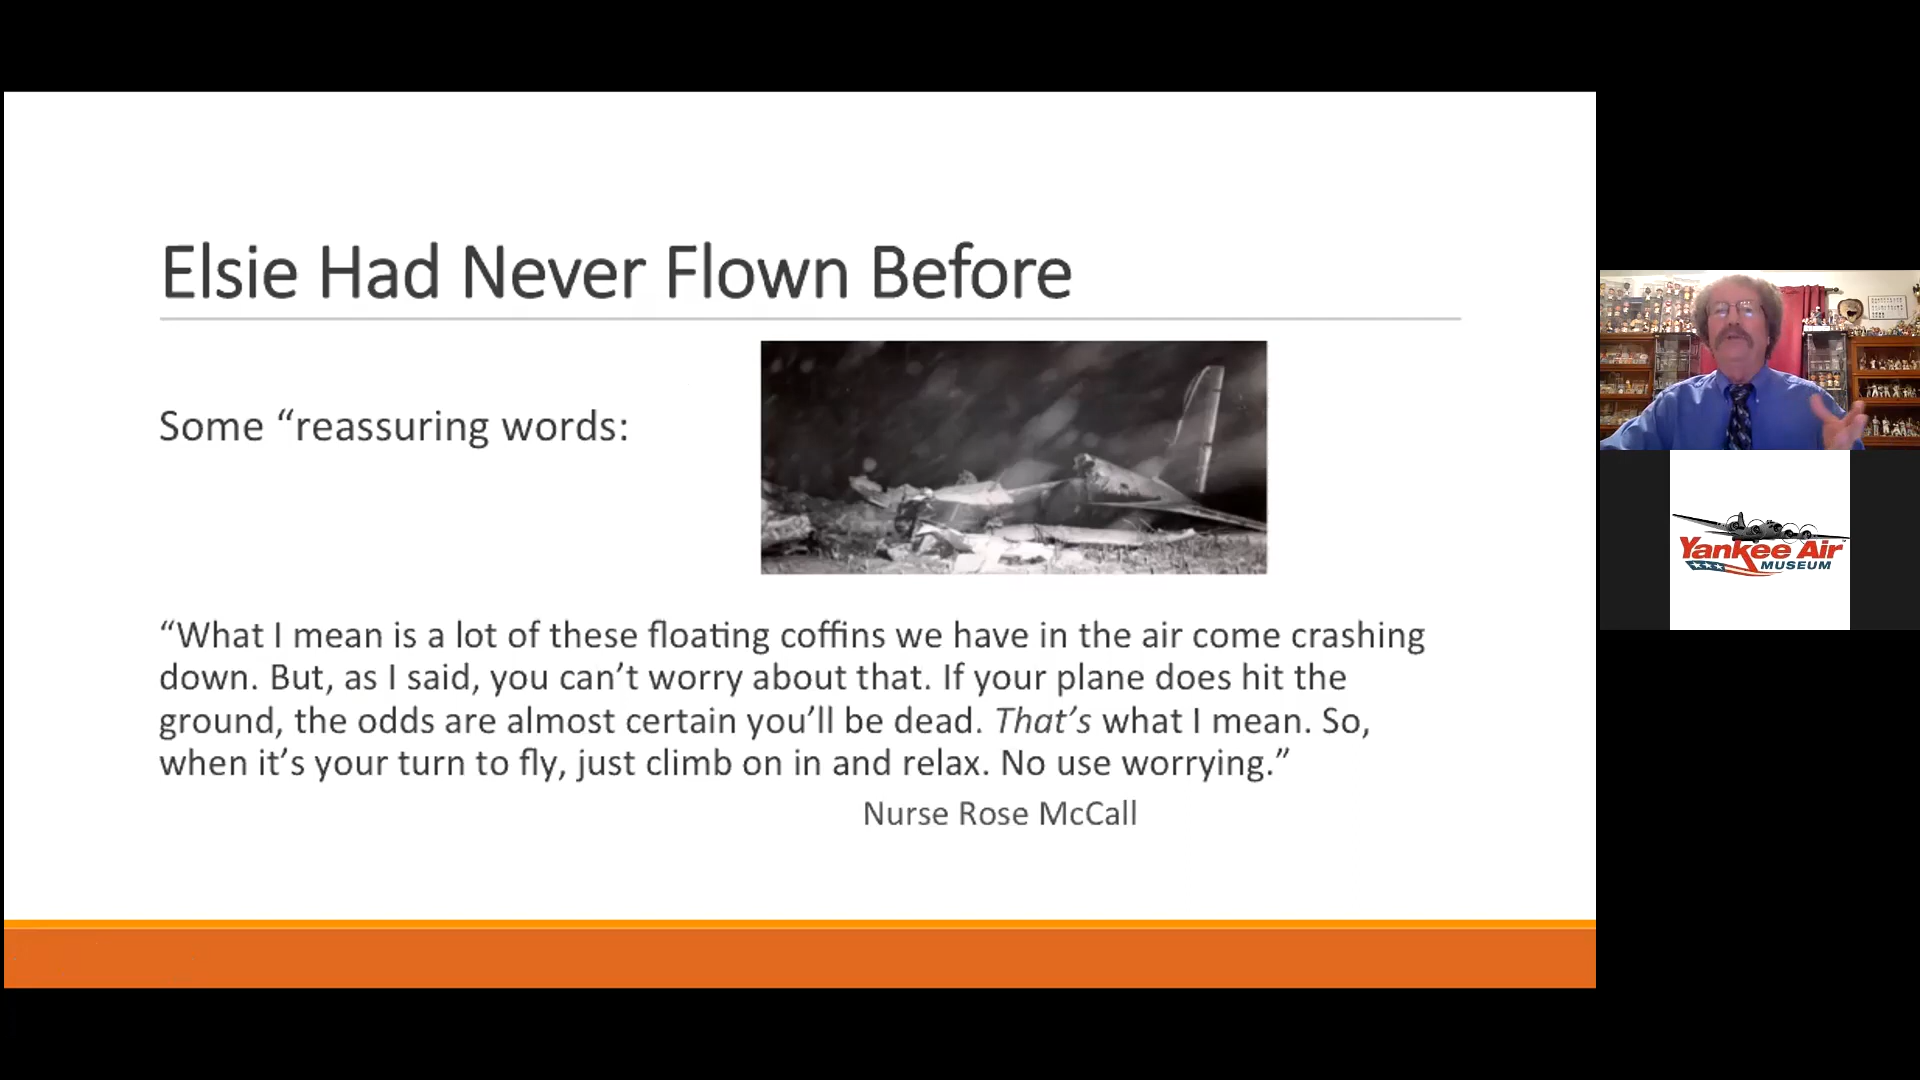 Elsie Had Never Flown Before
Some “reassuring words:
“What I mean is a lot of these floating coffins we have in the air come crashing
down. But, as I said, you can’t worry about that. If your plane does hit the
ground, the odds are almost certain you’ll be dead. That’s what I mean. So,
when it’s your turn to fly, just climb on in and relax. No use worrying.”
Nurse Rose McCall
Yankee Air
MUSEUM